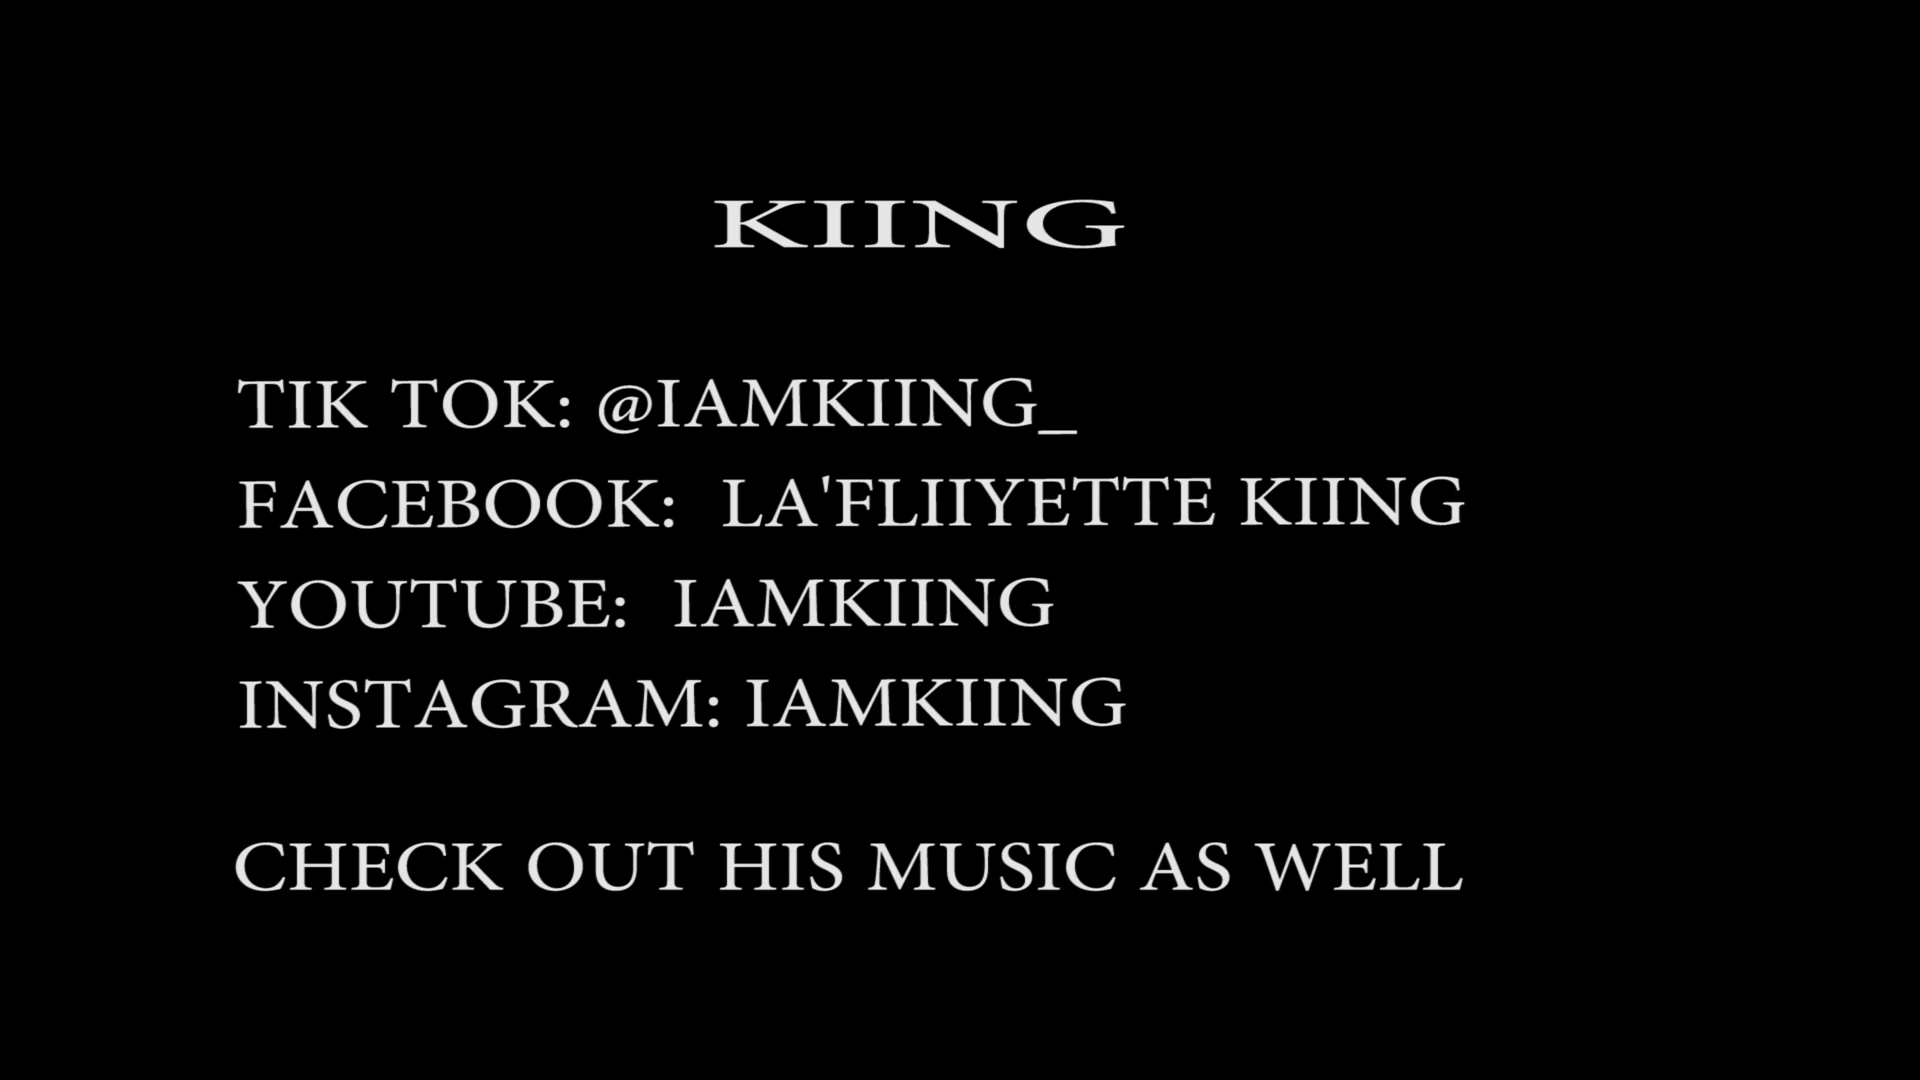 KIING
TIK TOK: @IAMKIING_
FACEBOOK: LA'FLIIYETTE KIING
YOUTUBE: IAMKIING
INSTAGRAM: IAMKIING
CHECK OUT HIS MUSIC AS WELL